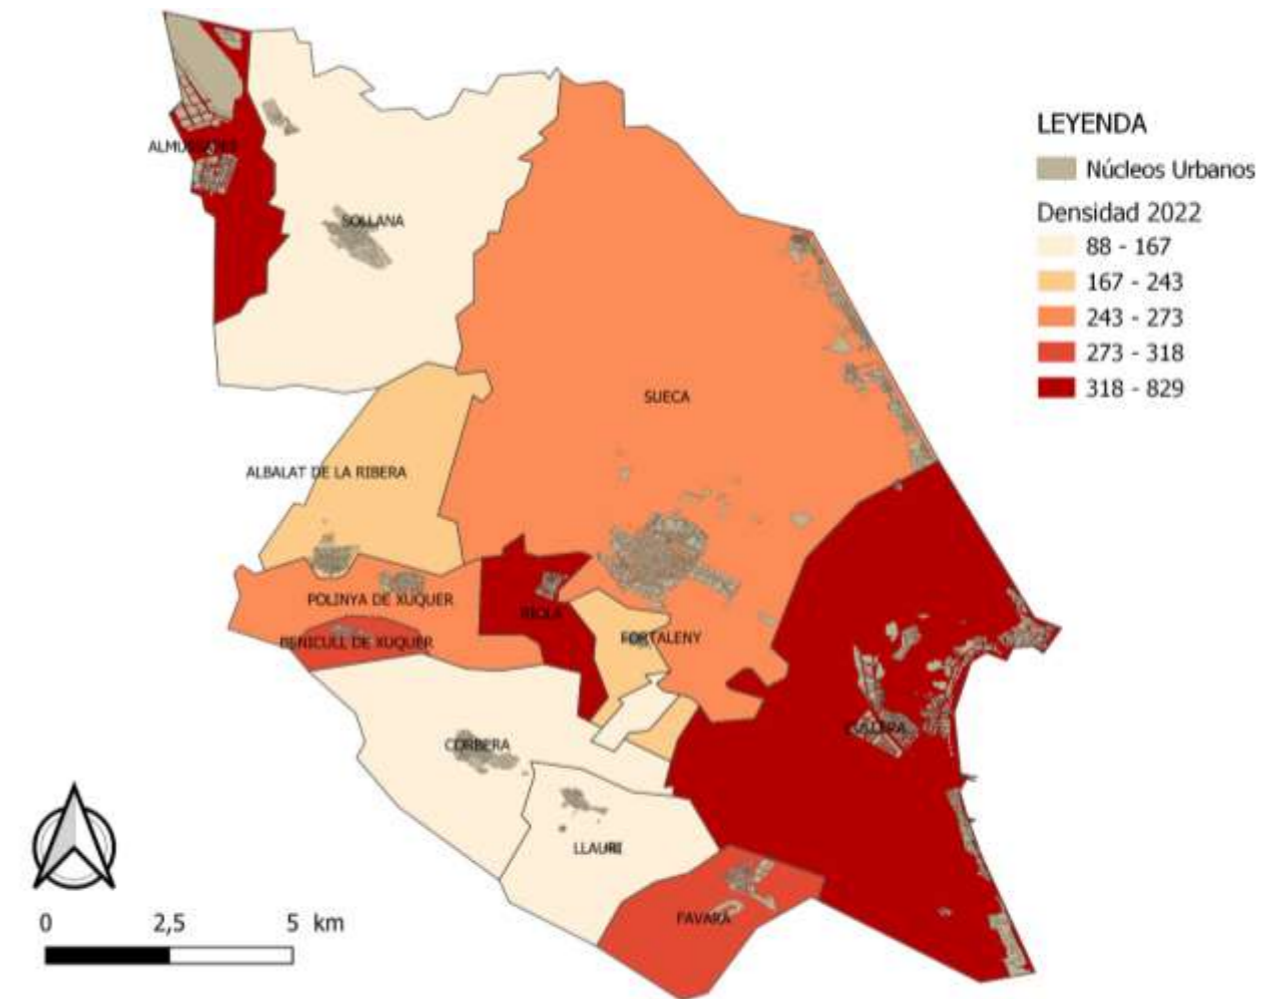 LEYENDA
Núcleos Urbanos
Densidad 2022
88 - 167
167 - 243
243 - 273
273 - 318
318 - 829
SOLLANA
SUECA
ALBALAT DE LA RIBERA
POLINYA DE XUQUER
RIOLA
FORTALENY
BENICULL DE XUQUER
CORBERA
LLAURI
FAVARA
0 2,5 5 km